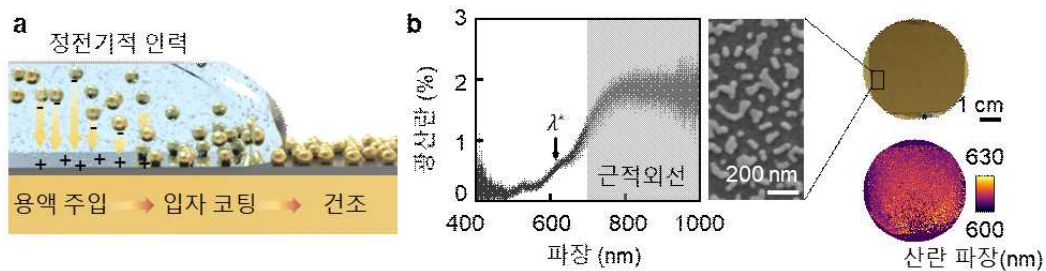 a
정전기적 인력
용액 주입
입자 코팅
건조
b
광산란 (%)
3
2
1
0
λ*
근적외선
400
600
800
1000
파장 (nm)
200 nm
1 cm
630
600
산란 파장(nm)